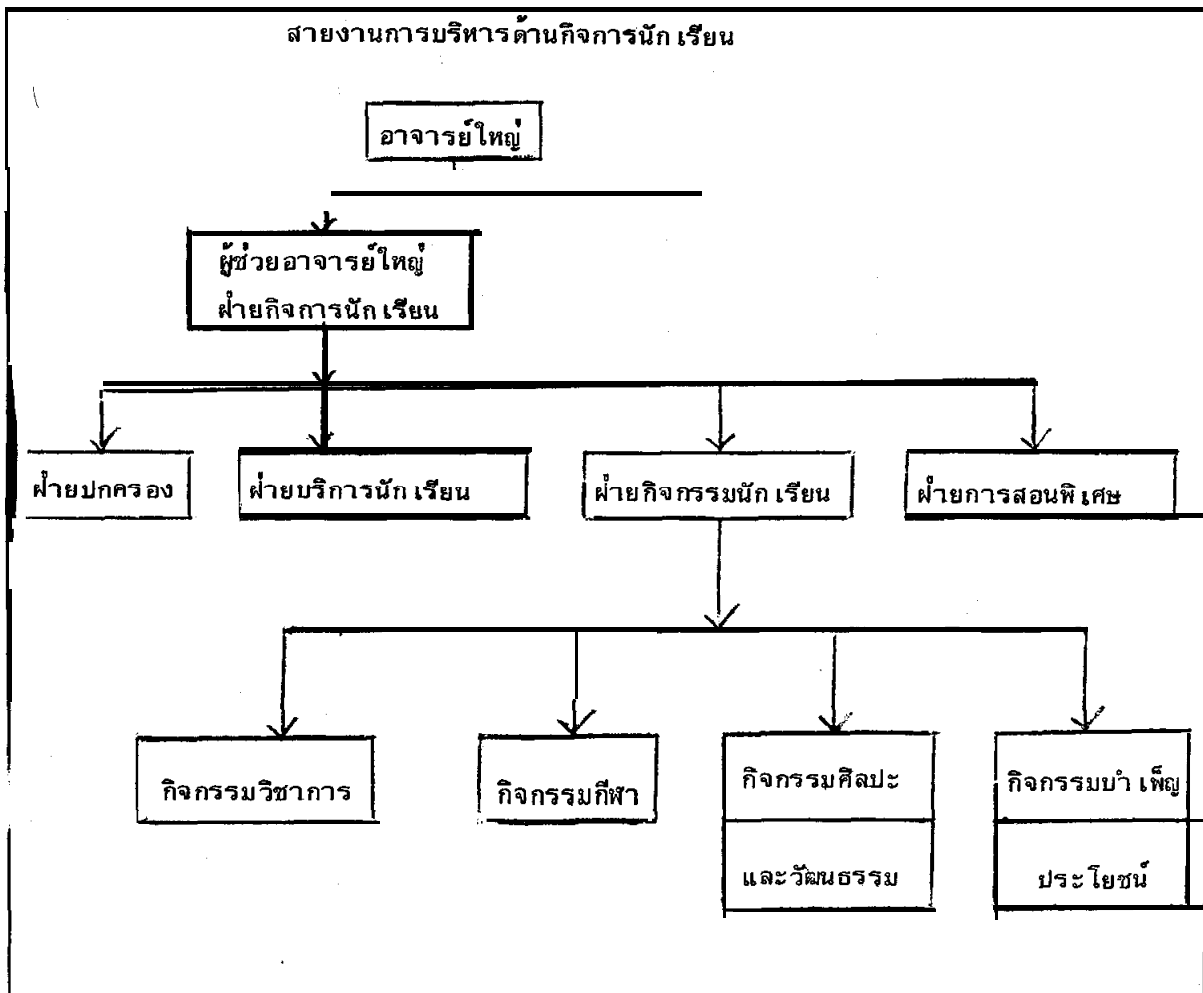 สายงานการบริหารด้านกิจการนักเรียน
อาจารย์ใหญ่
ผู้ช่วยอาจารย์ใหญ่
ฝ่ายกิจการนักเรียน
ฝ่ายปกครอง
ฝ่ายบริการนักเรียน
ฝ่ายกิจกรรมนักเรียน
ฝ่ายการสอนพิเศษ
กิจกรรมวิชาการ
กิจกรรมกีฬา
กิจกรรมศิลปะ
และวัฒนธรรม
กิจกรรมบำเพ็ญ
ประโยชน์